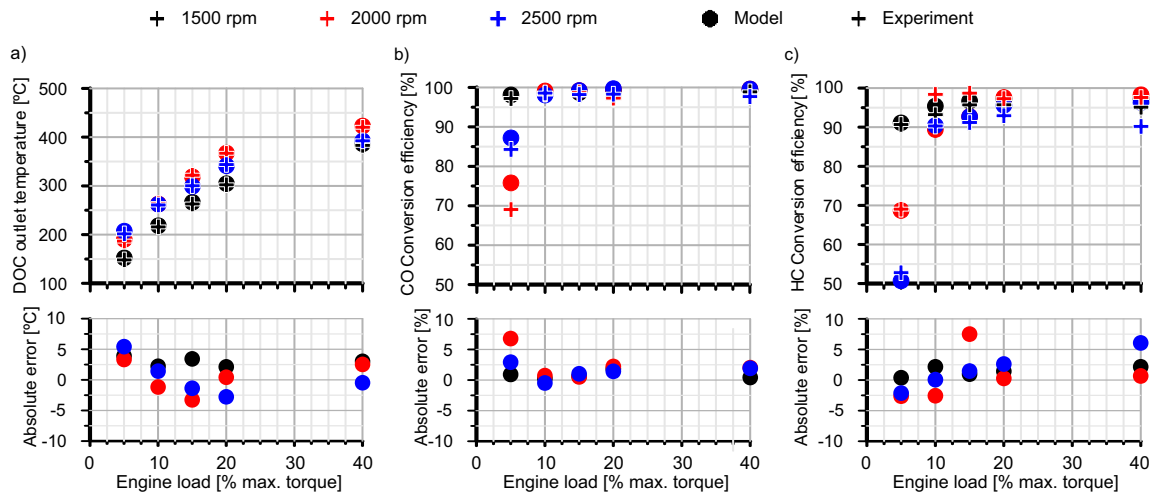 1500 rpm 2000 rpm 2500 rpm Model Experiment
a)
DOC outlet temperature [ºC]
500
400
300
200
100
Absolute error [ºC]
10
5
0
-5
-10
0 10 20 30 40
Engine load [% max. torque]
b)
CO Conversion efficiency [%]
100
90
80
70
60
50
Absolute error [%]
10
5
0
-5
-10
0 10 20 30 40
Engine load [% max. torque]
c)
HC Conversion efficiency [%]
100
90
80
70
60
50
Absolute error [%]
10
5
0
-5
-10
0 10 20 30 40
Engine load [% max. torque]